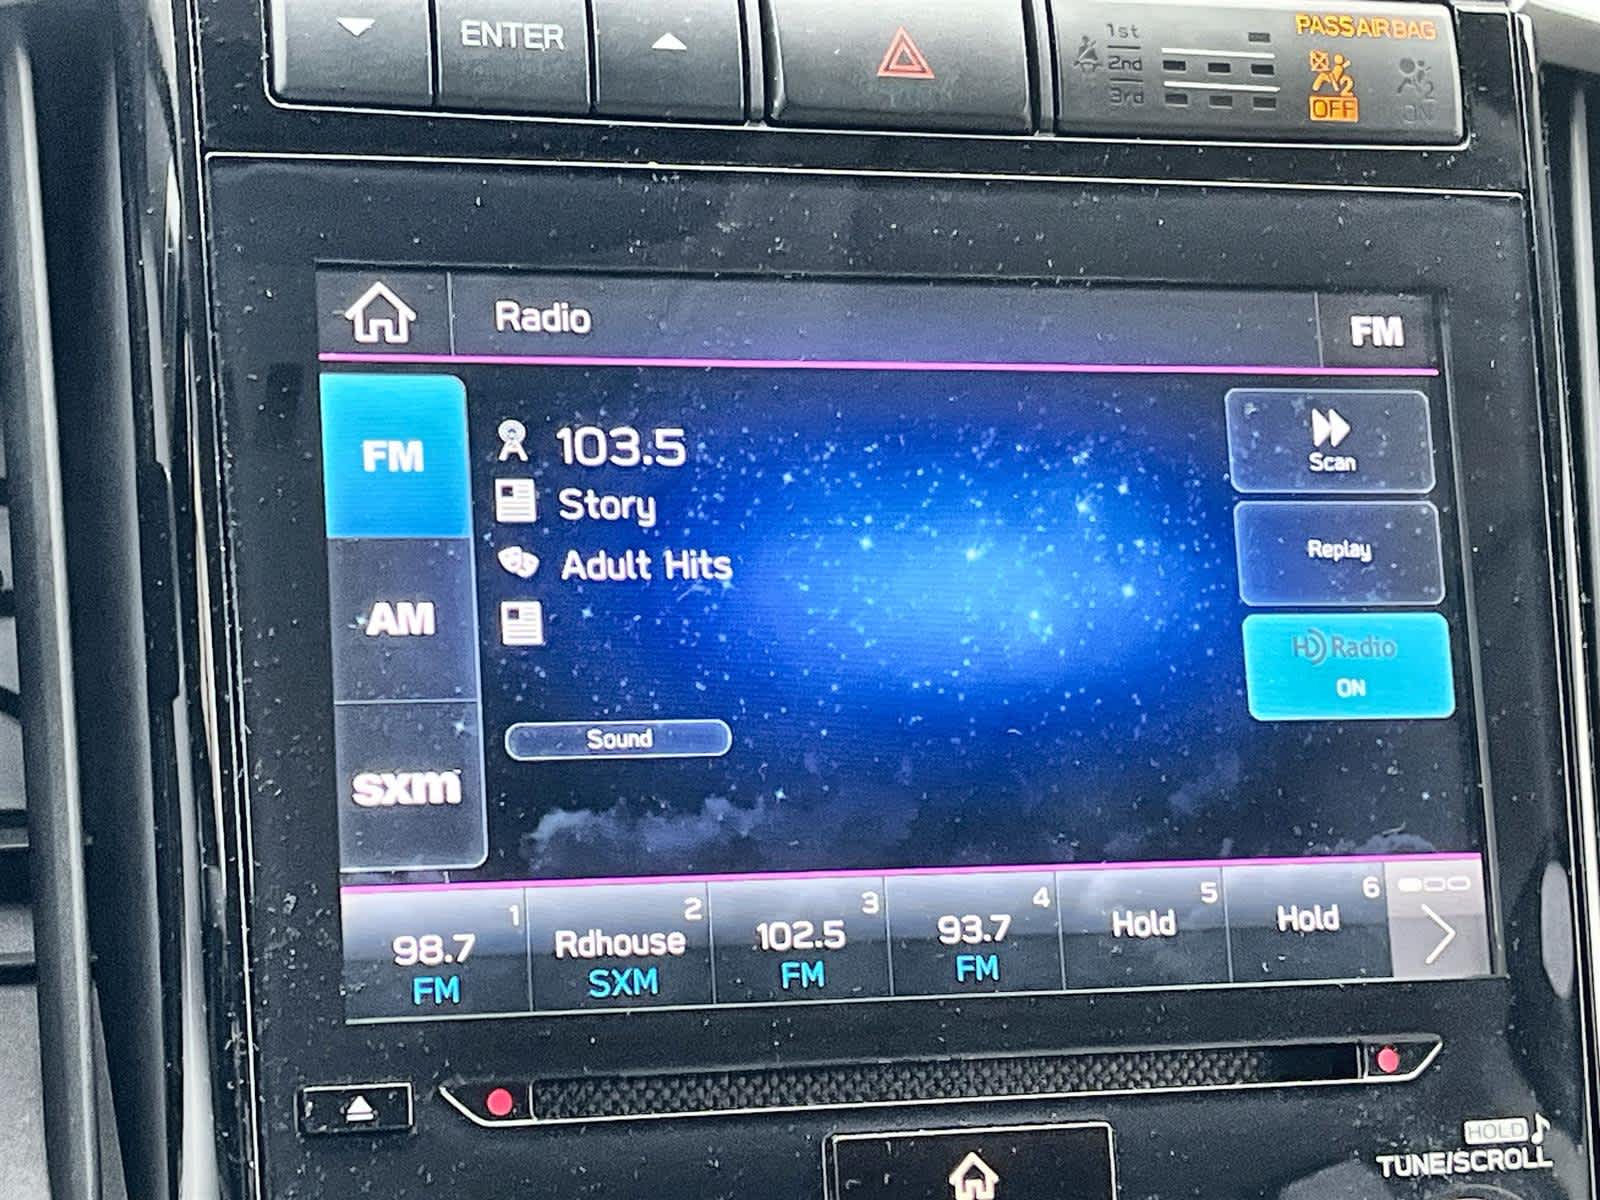 ENTER
1st
2nd
3rd
PASS AIR BAG
2
OFF
2
ON
Radio
FM
FM
AM
sxm
103.5
Story
Adult Hits
Sound
Scan
Replay
HD Radio
ON
1
98.7
FM
2
Rdhouse
SXM
3
102.5
FM
4
93.7
FM
5
Hold
6
Hold
HOLD
TUNE/SCROLL